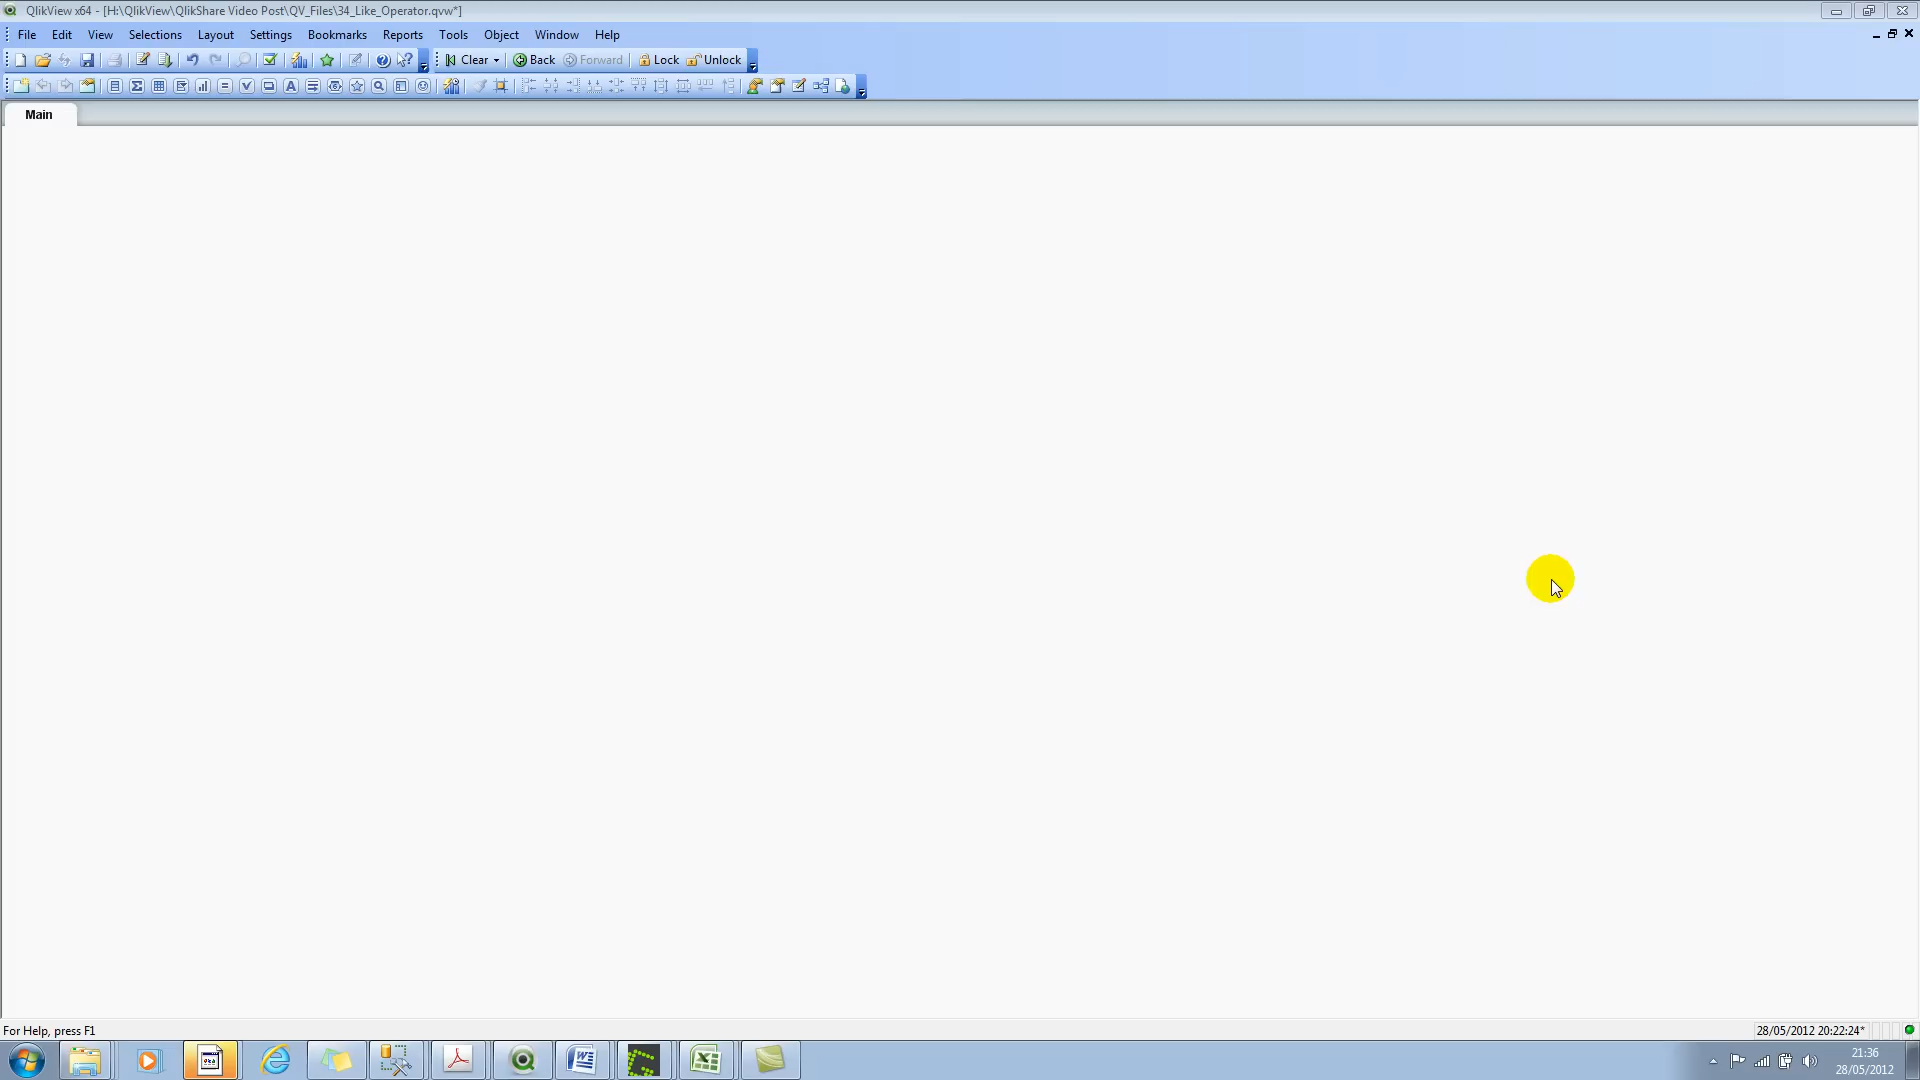 QlikView x64 - [H:\QlikView\QlikShare Video Post\QV_Files\34_Like_Operator.qvw*]
File Edit View Selections Layout Settings Bookmarks Reports Tools Object Window Help
Clear Back Forward Lock Unlock
Main
For Help, press F1
28/05/2012 20:22:24*
21:36
28/05/2012